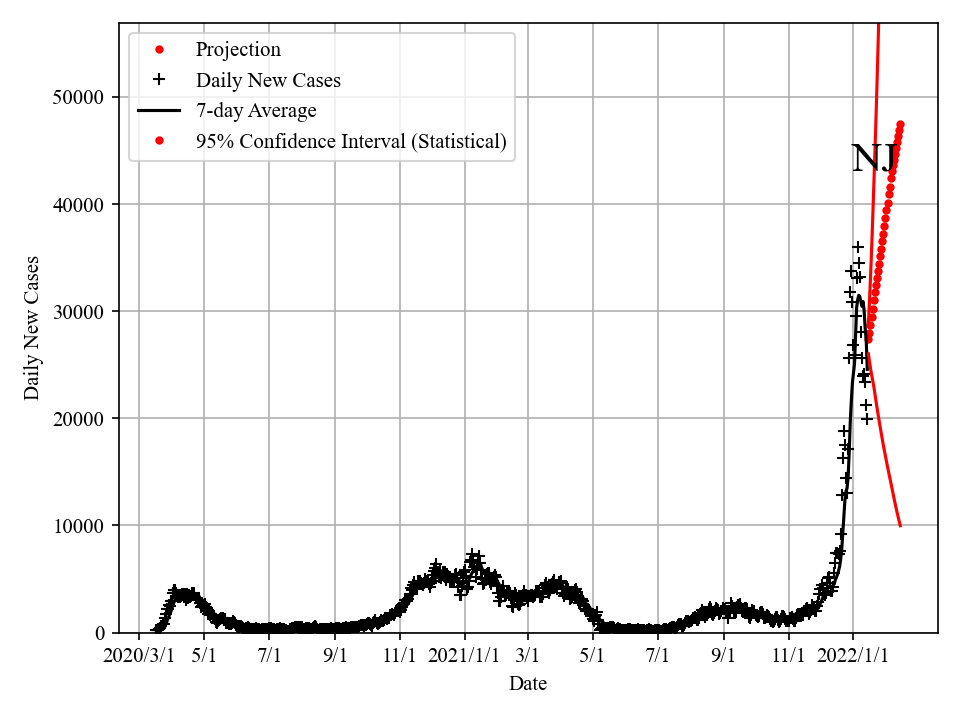 Projection
Daily New Cases
7-day Average
95% Confidence Interval (Statistical)
NJ
Daily New Cases
50000
40000
30000
20000
10000
0
2020/3/1 5/1 7/1 9/1 11/1 2021/1/1 3/1 5/1 7/1 9/1 11/1 2022/1/1
Date